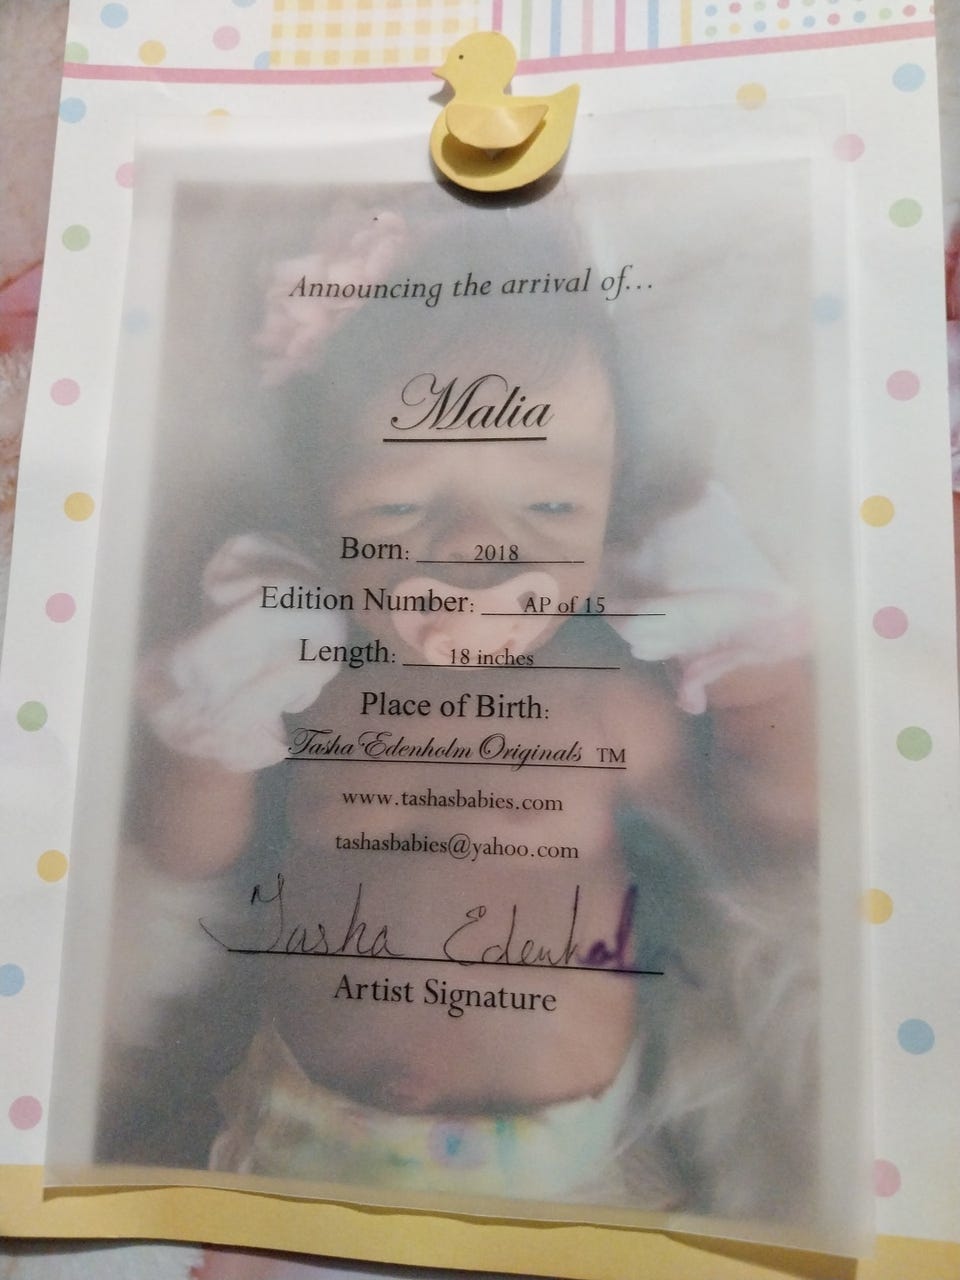 Announcing the arrival of...
Malia
Born: 2018
Edition Number: AP of 15
Length: 18 inches
Place of Birth:
Tasha Edenholm Originals TM
www.tashasbabies.com
tashasbabies@yahoo.com
Tasha Edenhol
Artist Signature